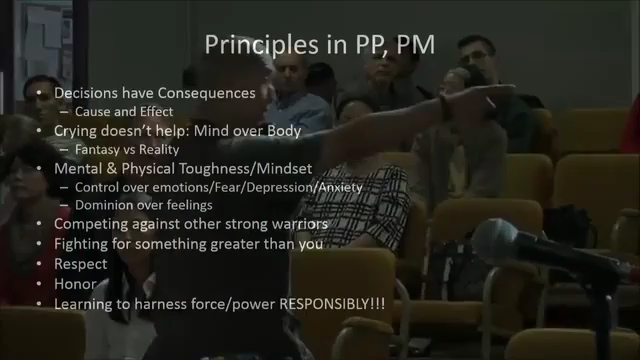 Principles in PP, PM
• Decisions have Consequences
– Cause and Effect
• Crying doesn't help: Mind over Body
– Fantasy vs Reality
• Mental & Physical Toughness/Mindset
– Control over emotions/Fear/Depression/Anxiety
– Dominion over feelings
• Competing against other strong warriors
• Fighting for something greater than you
• Respect
• Honor
• Learning to harness force/power RESPONSIBLY!!!